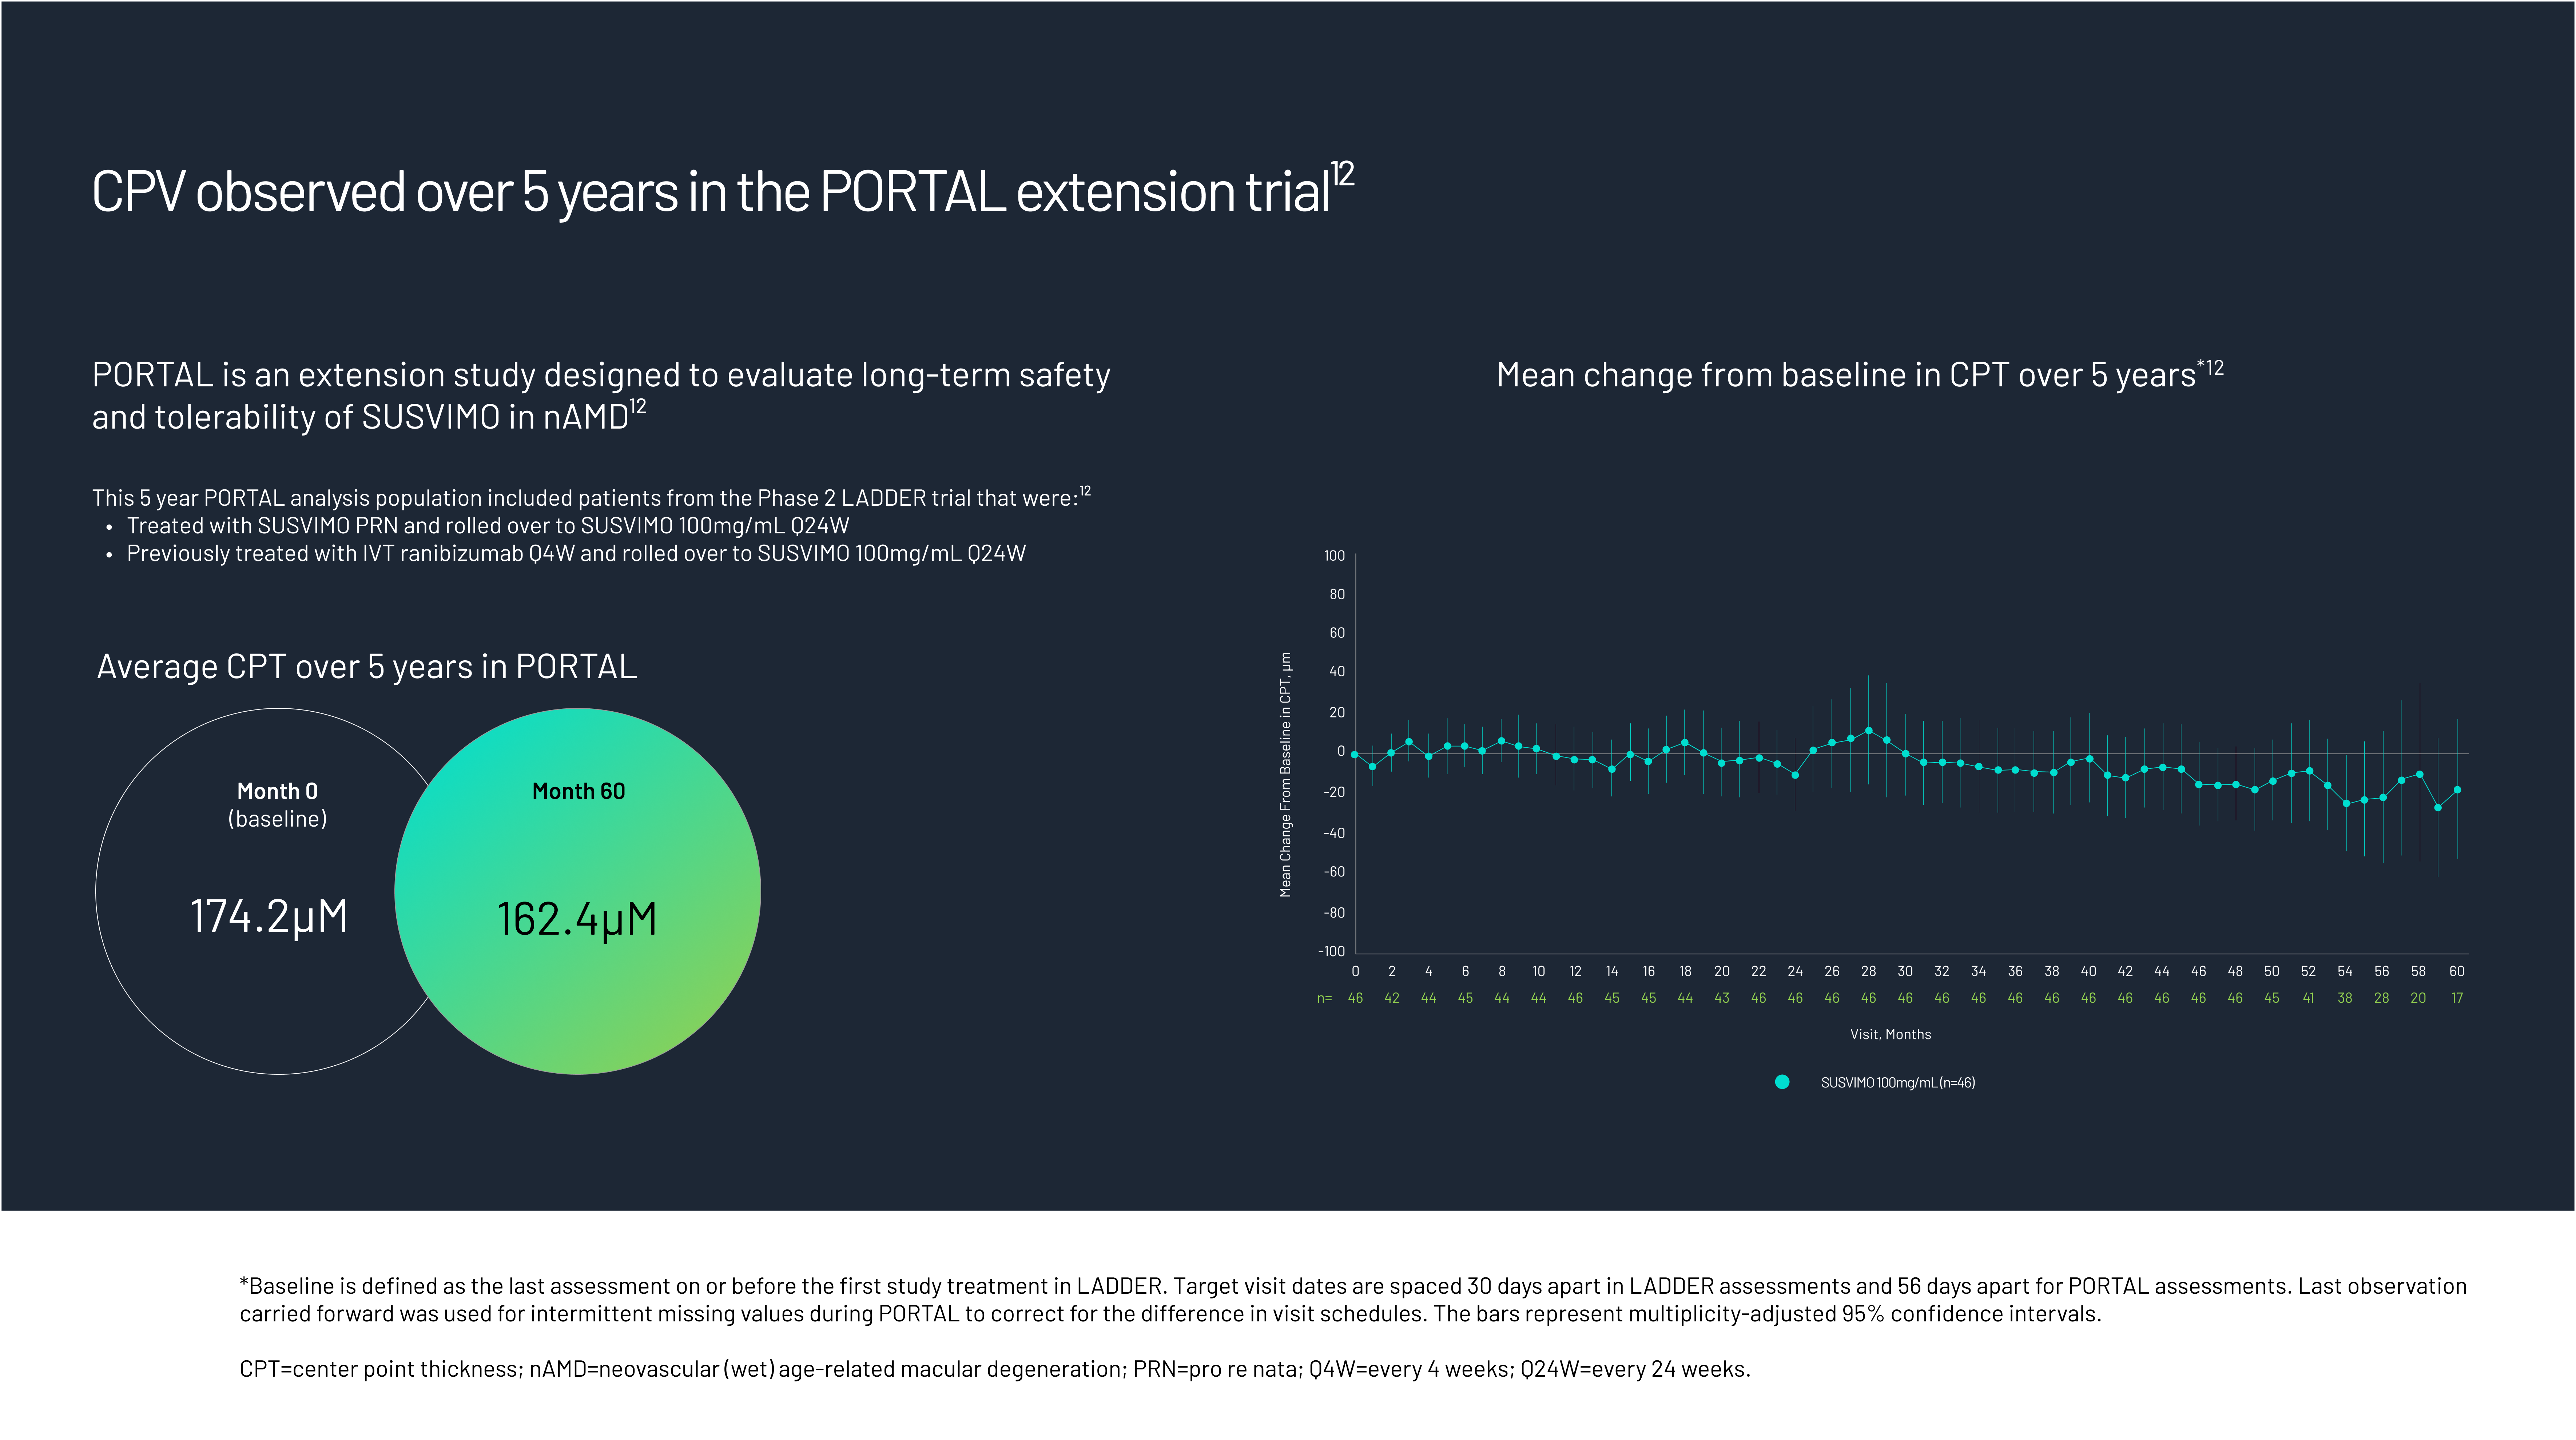 CPV observed over 5 years in the PORTAL extension trial12
PORTAL is an extension study designed to evaluate long-term safety
and tolerability of SUSVIMO in nAMD12
This 5 year PORTAL analysis population included patients from the Phase 2 LADDER trial that were:12
• Treated with SUSVIMO PRN and rolled over to SUSVIMO 100mg/mL Q24W
• Previously treated with IVT ranibizumab Q4W and rolled over to SUSVIMO 100mg/mL Q24W
Average CPT over 5 years in PORTAL
Month 0
(baseline)
174.2μM
Month 60
162.4μM
Mean change from baseline in CPT over 5 years*12
Mean Change From Baseline in CPT, μm
100
80
60
40
20
0
-20
-40
-60
-80
-100
0 2 4 6 8 10 12 14 16 18 20 22 24 26 28 30 32 34 36 38 40 42 44 46 48 50 52 54 56 58 60
n= 46 42 44 45 44 44 46 45 45 44 43 46 46 46 46 46 46 46 46 46 46 46 46 46 46 45 41 38 28 20 17
Visit, Months
SUSVIMO 100mg/mL (n=46)
*Baseline is defined as the last assessment on or before the first study treatment in LADDER. Target visit dates are spaced 30 days apart in LADDER assessments and 56 days apart for PORTAL assessments. Last observation
carried forward was used for intermittent missing values during PORTAL to correct for the difference in visit schedules. The bars represent multiplicity-adjusted 95% confidence intervals.
CPT=center point thickness; nAMD=neovascular (wet) age-related macular degeneration; PRN=pro re nata; Q4W=every 4 weeks; Q24W=every 24 weeks.